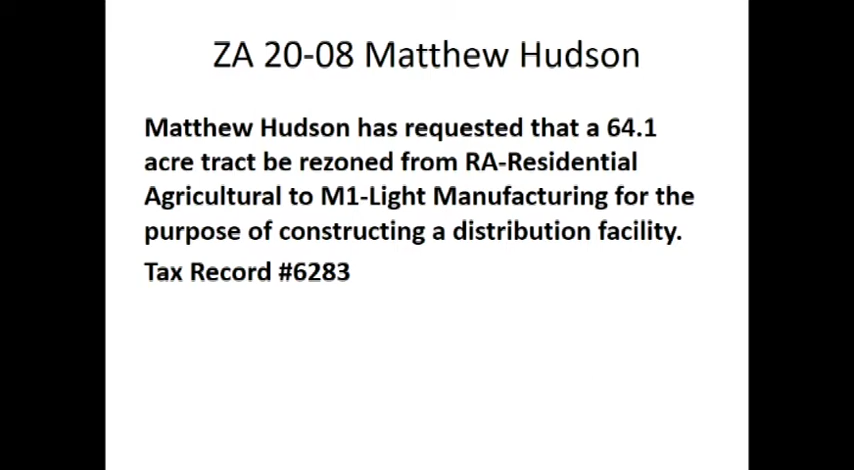 ZA 20-08 Matthew Hudson
Matthew Hudson has requested that a 64.1
acre tract be rezoned from RA-Residential
Agricultural to M1-Light Manufacturing for the
purpose of constructing a distribution facility.
Tax Record #6283